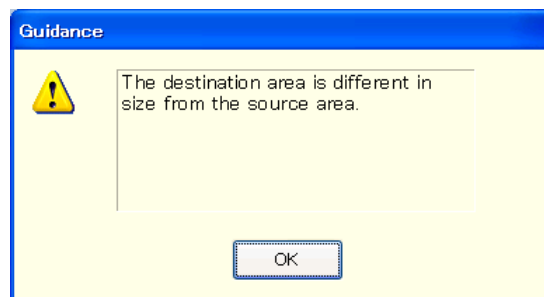 Guidance
The destination area is different in
size from the source area.
OK